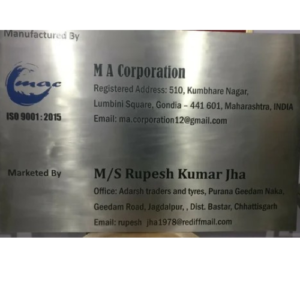 Manufactured By
mac
ISO 9001:2015
M A Corporation
Registered Address: 510, Kumbhare Nagar,
Lumbini Square, Gondia – 441 601, Maharashtra, INDIA
Email: ma.corporation12@gmail.com
Marketed By
M/S Rupesh Kumar Jha
Office: Adarsh traders and tyres, Purana Geedam Naka,
Geedam Road, Jagdalpur, , Dist. Bastar, Chhattisgarh
Email: rupesh_jha1978@rediffmail.com